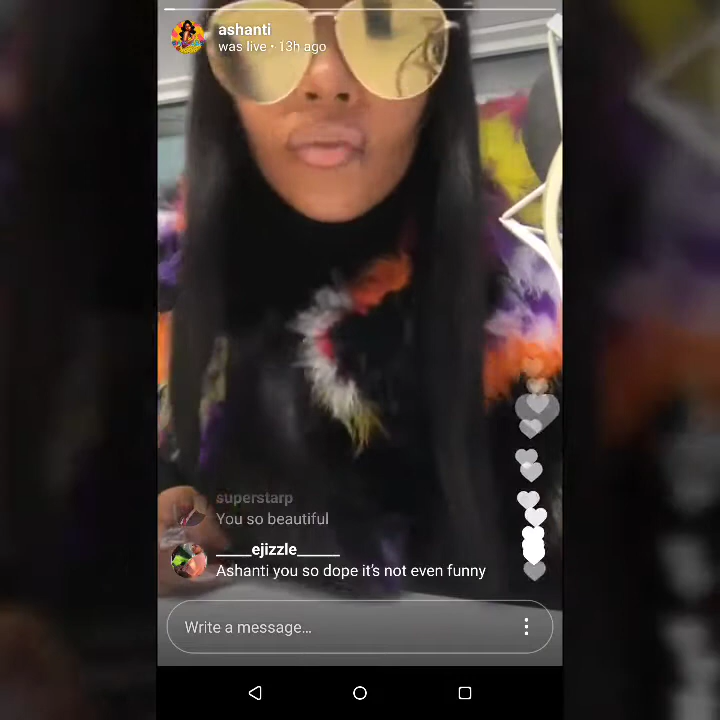 ashanti
was live • 13h ago
superstarp
You so beautiful
_____ejizzle______
Ashanti you so dope it's not even funny
Write a message...